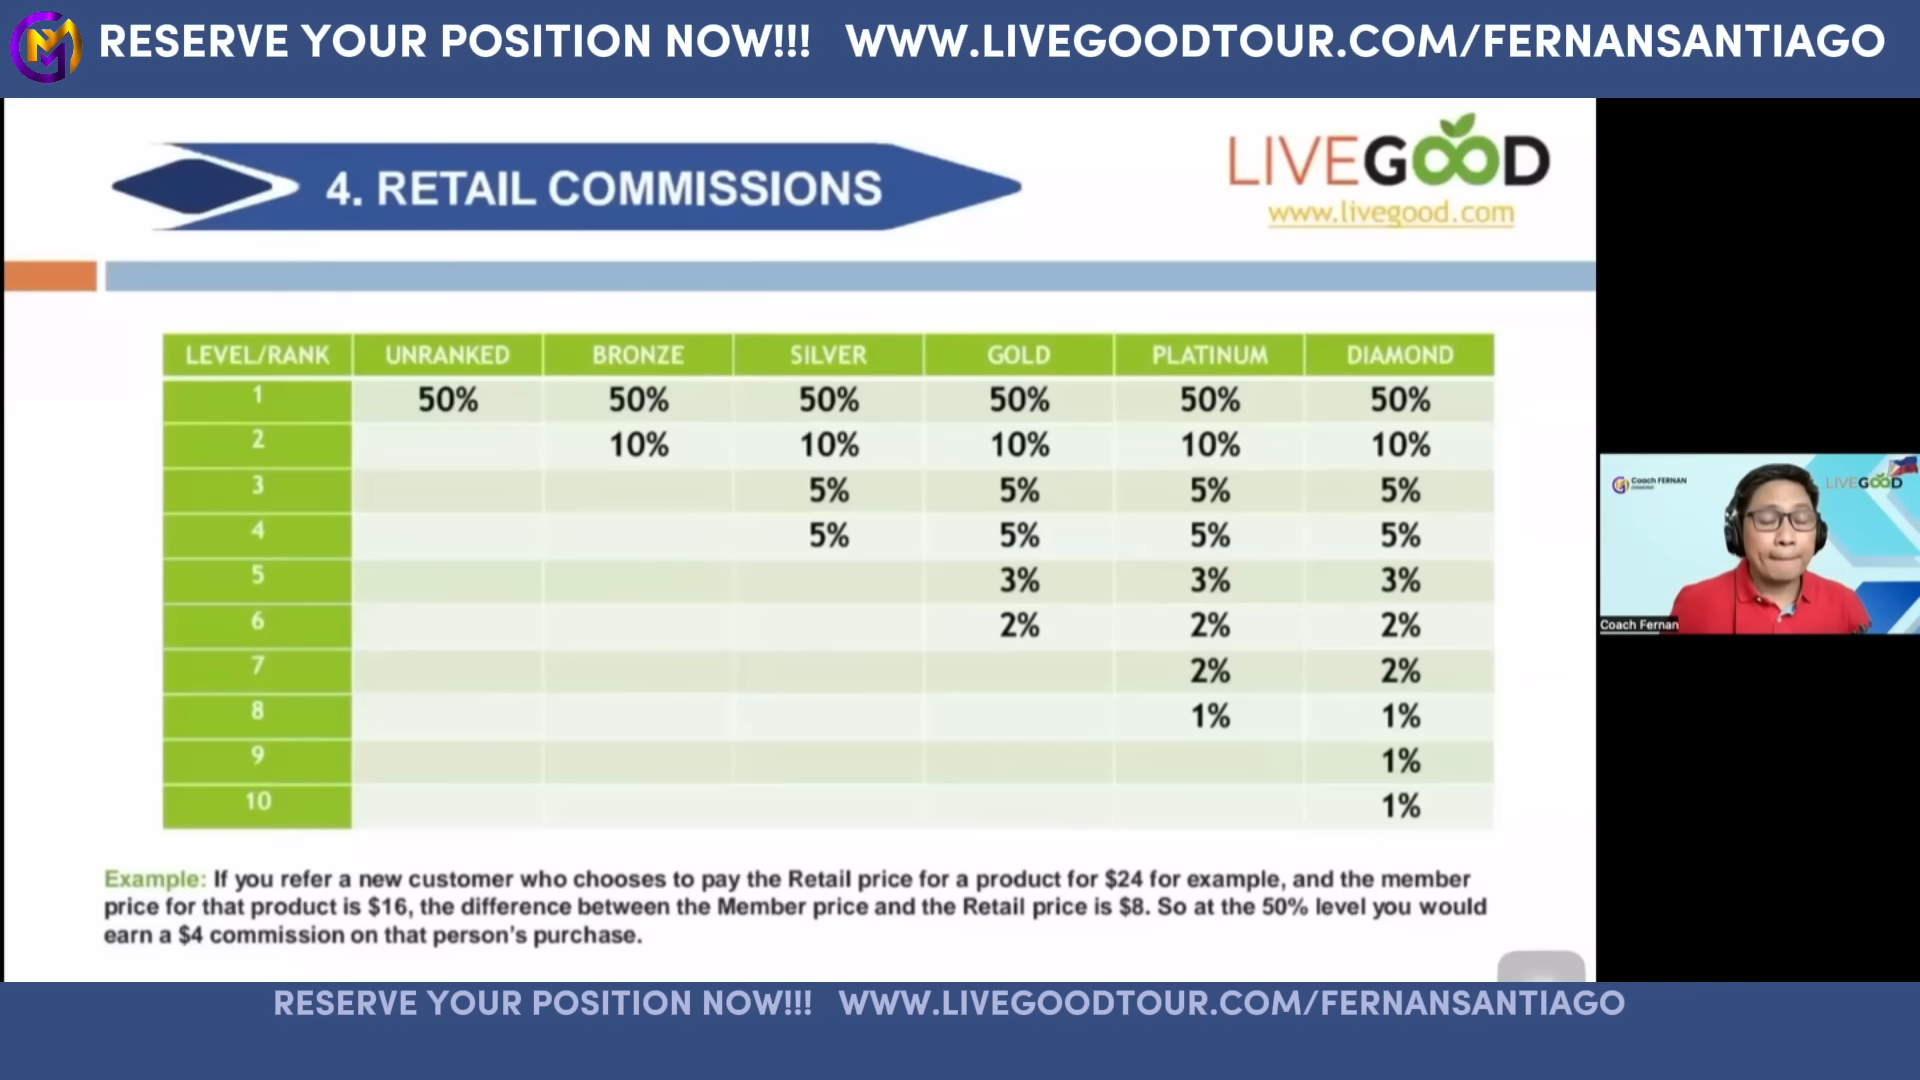 RESERVE YOUR POSITION NOW!!! WWW.LIVEGOODTOUR.COM/FERNANSANTIAGO
4. RETAIL COMMISSIONS
LIVEGOOD
www.livegood.com
LEVEL/RANK UNRANKED BRONZE SILVER GOLD PLATINUM DIAMOND
1 50% 50% 50% 50% 50% 50%
2 10% 10% 10% 10% 10%
3 5% 5% 5% 5%
4 5% 5% 5% 5%
5 3% 3% 3%
6 2% 2% 2%
7 2% 2%
8 1% 1%
9 1%
10 1%
Coach FERNAN
LIVEGOOD
Coach Fernan
Example: If you refer a new customer who chooses to pay the Retail price for a product for $24 for example, and the member
price for that product is $16, the difference between the Member price and the Retail price is $8. So at the 50% level you would
earn a $4 commission on that person's purchase.
RESERVE YOUR POSITION NOW!!! WWW.LIVEGOODTOUR.COM/FERNANSANTIAGO